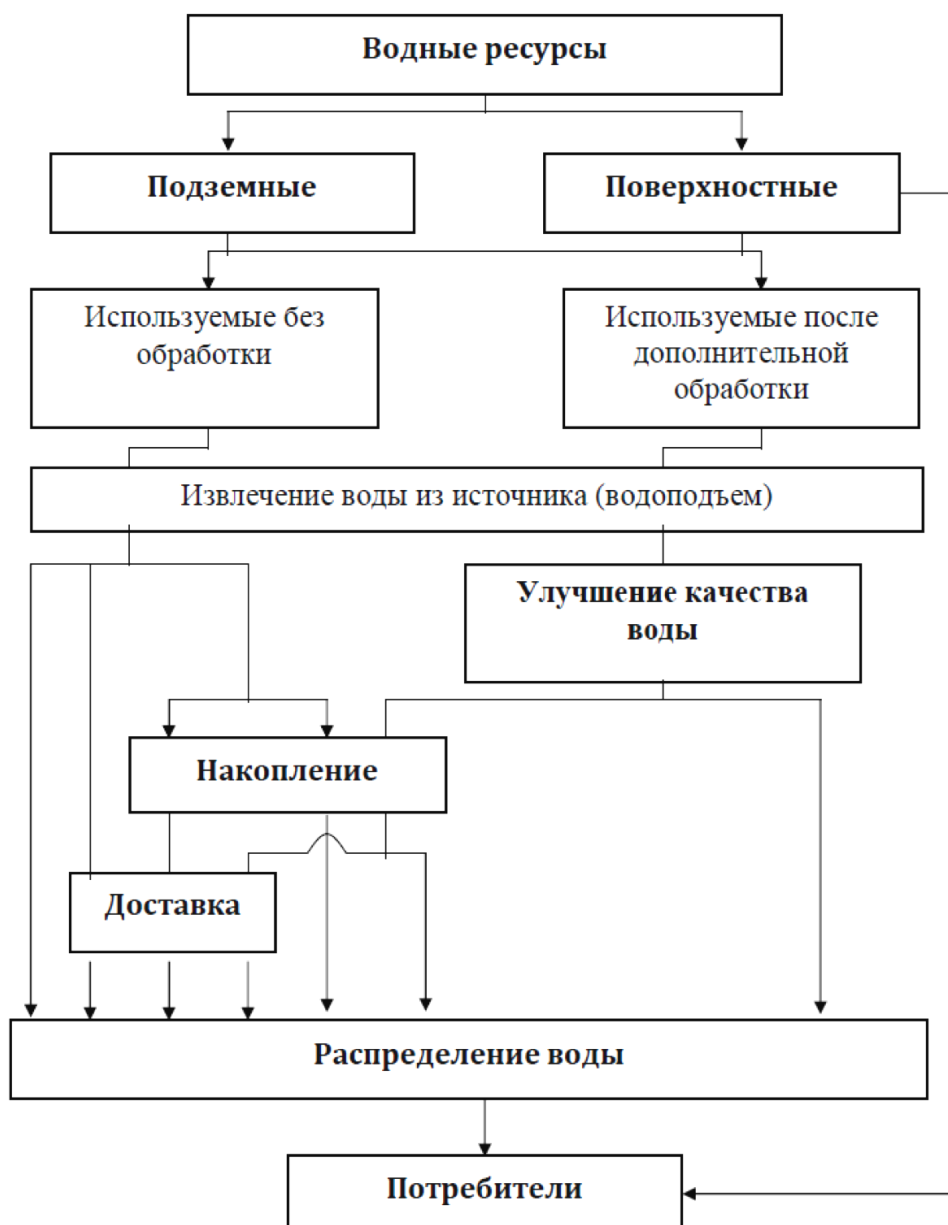 Водные ресурсы
Подземные
Поверхностные
Используемые без
обработки
Используемые после
дополнительной
обработки
Извлечение воды из источника (водоподъем)
Улучшение качества
воды
Накопление
Доставка
Распределение воды
Потребители